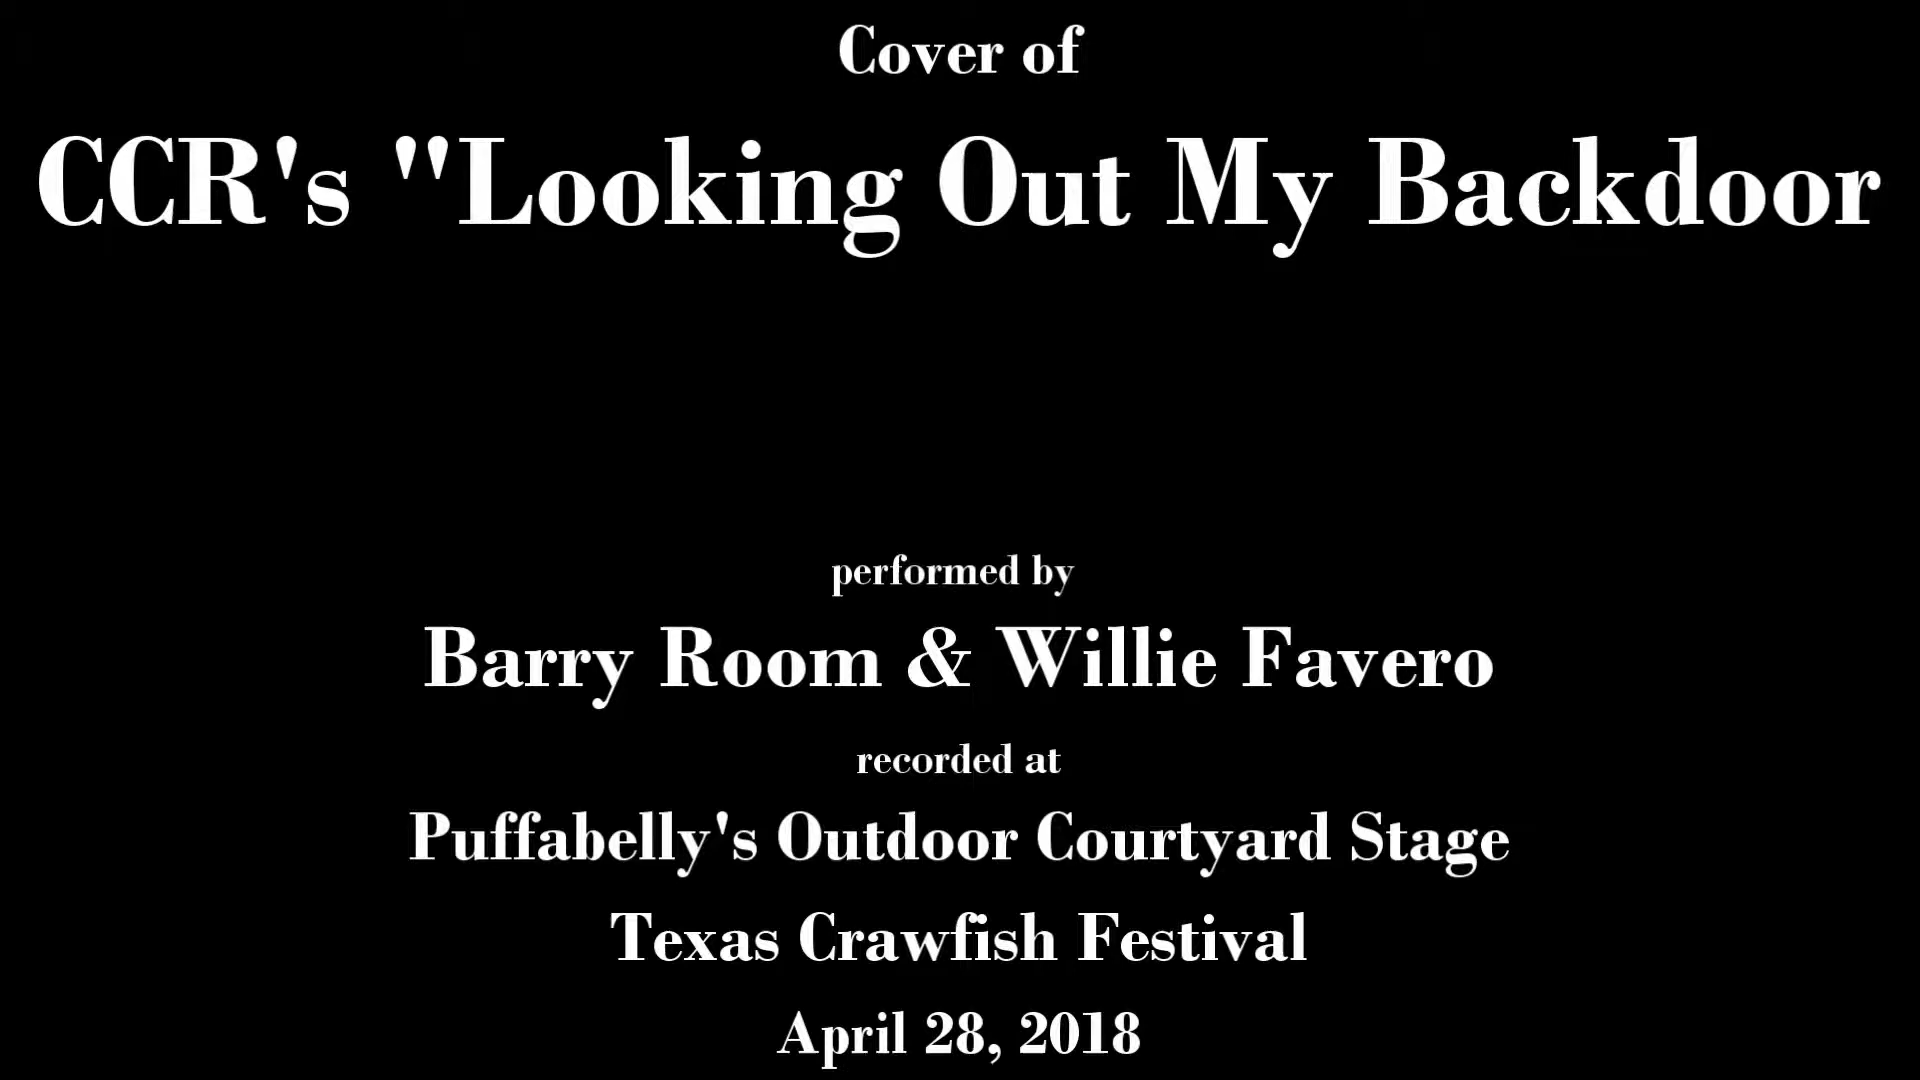 Cover of
CCR's "Looking Out My Backdoor
performed by
Barry Room & Willie Favero
recorded at
Puffabelly's Outdoor Courtyard Stage
Texas Crawfish Festival
April 28, 2018